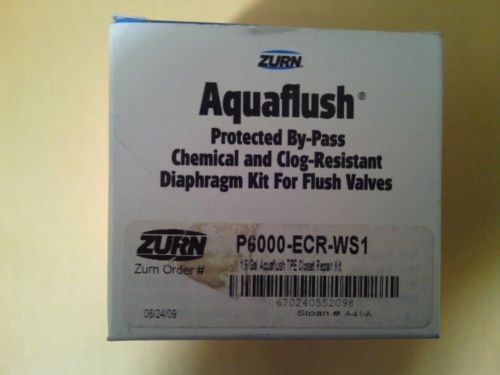 ZURN
Aquaflush®
Protected By-Pass
Chemical and Clog-Resistant
Diaphragm Kit For Flush Valves
ZURN
P6000-ECR-WS1
1.6 Gal Aquaflush TPE Closet Repair Kit
Zurn Order #
670240552098
06/24/09
Sloan # A-41-A